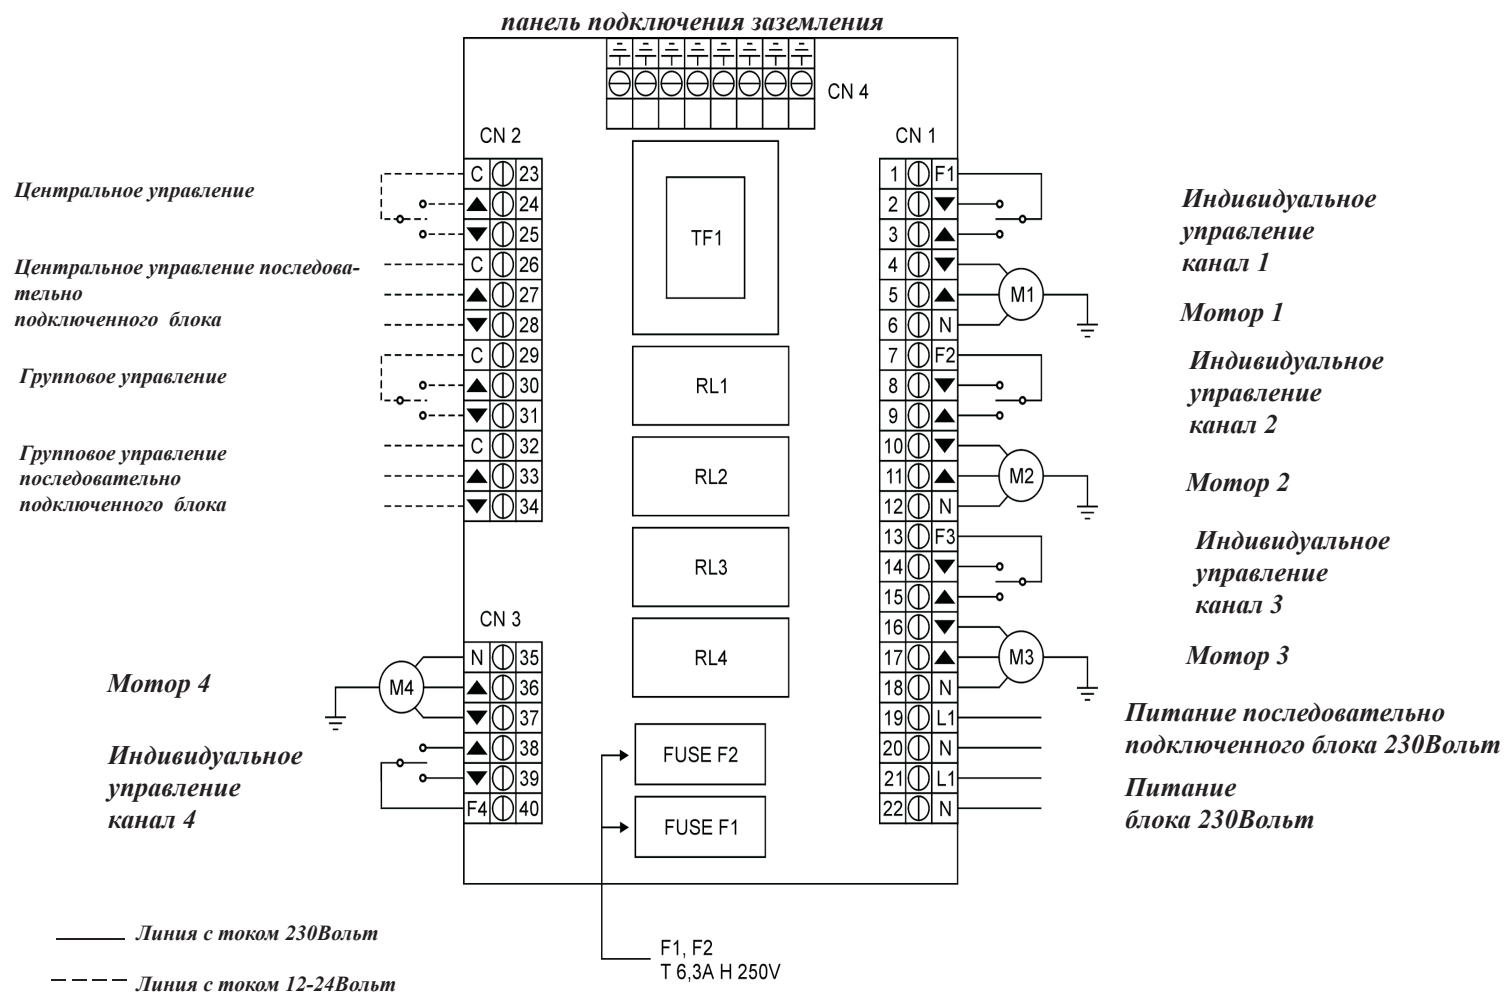 панель подключения заземления
CN 4
CN 2
CN 1
Центральное управление
C 23
▲ 24
▼ 25
Центральное управление последова-
тельно
подключенного блока
C 26
▲ 27
▼ 28
Групповое управление
C 29
▲ 30
▼ 31
Групповое управление
последовательно
подключенного блока
C 32
▲ 33
▼ 34
CN 3
Мотор 4
M4
N 35
▲ 36
▼ 37
Индивидуальное
управление
канал 4
▲ 38
▼ 39
F4 40
TF1
RL1
RL2
RL3
RL4
FUSE F2
FUSE F1
1 F1
2 ▼
3 ▲
Индивидуальное
управление
канал 1
4 ▼
5 ▲
6 N
M1
Мотор 1
7 F2
8 ▼
9 ▲
Индивидуальное
управление
канал 2
10 ▼
11 ▲
12 N
M2
Мотор 2
13 F3
14 ▼
15 ▲
Индивидуальное
управление
канал 3
16 ▼
17 ▲
18 N
M3
Мотор 3
19 L1
20 N
Питание последовательно
подключенного блока 230Вольт
21 L1
22 N
Питание
блока 230Вольт
Линия с током 230Вольт
Линия с током 12-24Вольт
F1, F2
T 6,3A H 250V